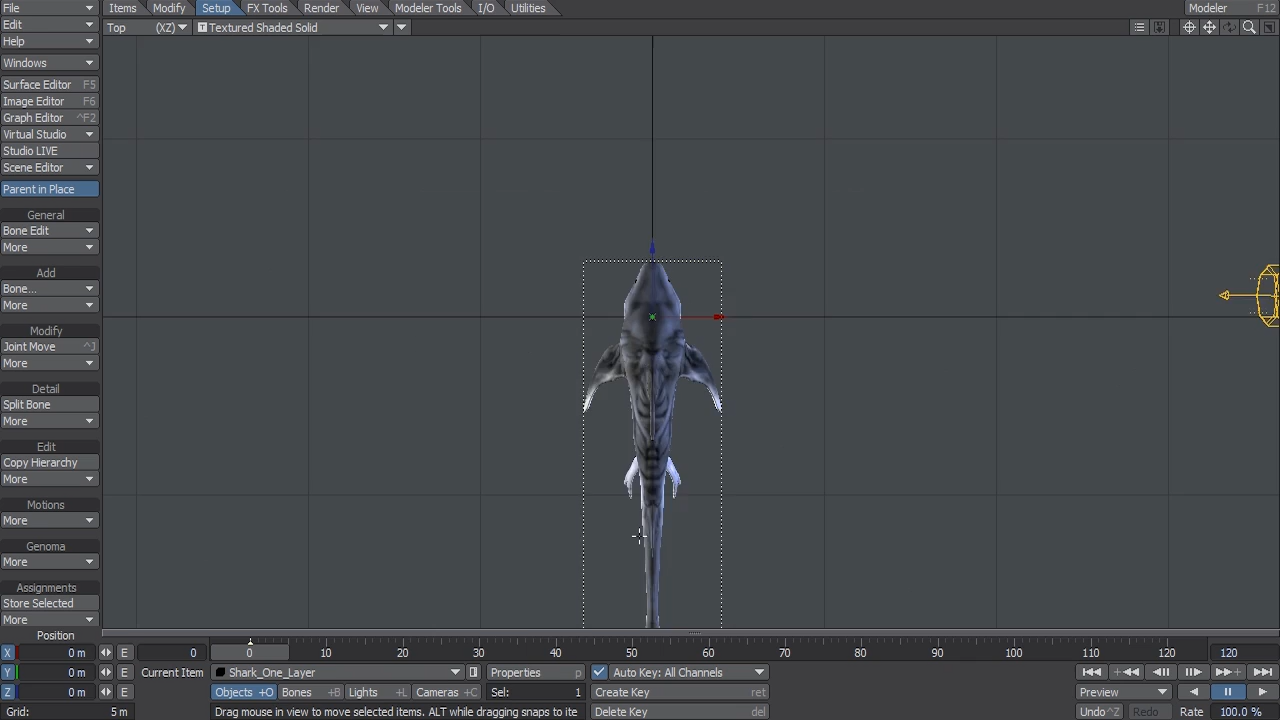 File Items Modify Setup FX Tools Render View Modeler Tools I/O Utilities Modeler F12
Edit Top (XZ) T Textured Shaded Solid
Help
Windows
Surface Editor F5
Image Editor F6
Graph Editor ^F2
Virtual Studio
Studio LIVE
Scene Editor
Parent in Place
General
Bone Edit
More
Add
Bone...
More
Modify
Joint Move ^J
More
Detail
Split Bone
More
Edit
Copy Hierarchy
More
Motions
More
Genoma
More
Assignments
Store Selected
More
Position
X 0 m E 0 0 10 20 30 40 50 60 70 80 90 100 110 120 120
Y 0 m E Current Item Shark_One_Layer Properties p Auto Key: All Channels
Z 0 m E Objects +O Bones +B Lights +L Cameras +C Sel: 1 Create Key ret Preview
Grid: 5 m Drag mouse in view to move selected items. ALT while dragging snaps to ite Delete Key del Undo ^Z Redo Rate 100.0 %